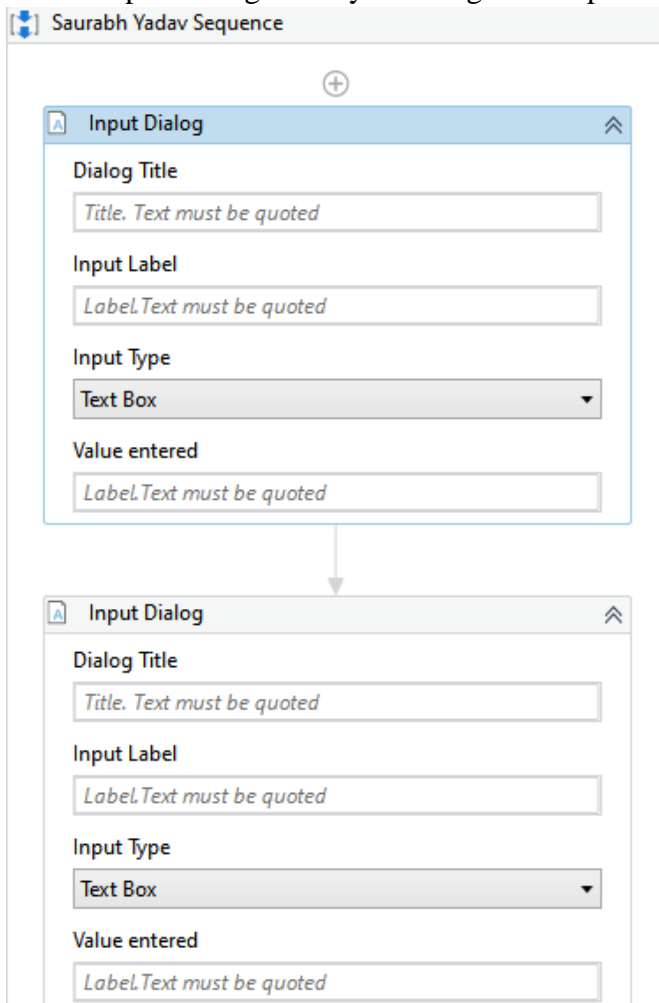 Saurabh Yadav Sequence
Input Dialog
Dialog Title
Title. Text must be quoted
Input Label
Label.Text must be quoted
Input Type
Text Box
Value entered
Label.Text must be quoted
Input Dialog
Dialog Title
Title. Text must be quoted
Input Label
Label.Text must be quoted
Input Type
Text Box
Value entered
Label.Text must be quoted